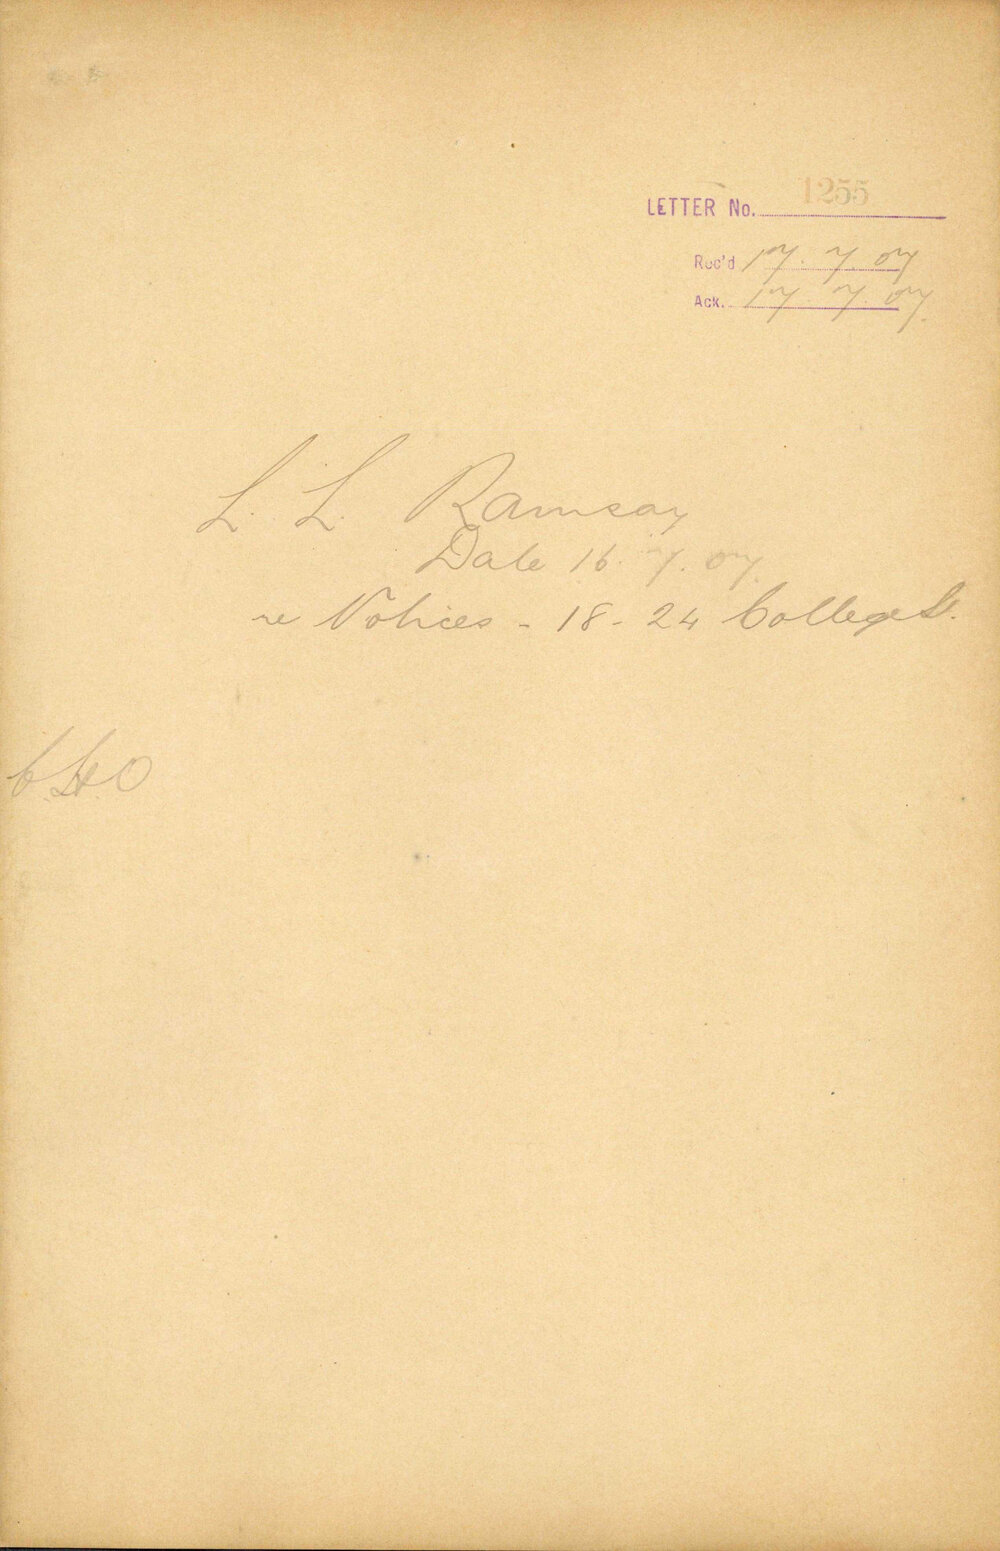 LETTER No. 1255
Rec'd 17.7.07
Ack. 17.7.07.
L. L. Ramsay
Date 16.7.07.
re Notices - 18-24 College St.
C.H.O